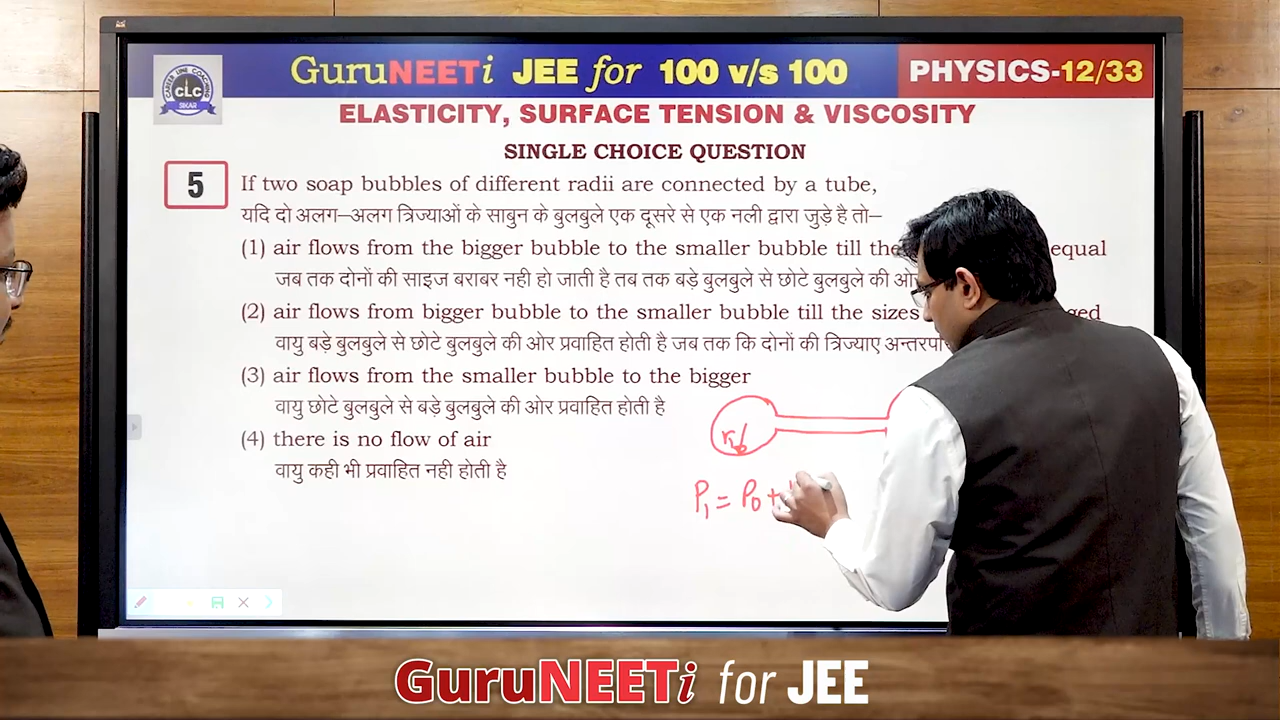 GuruNEETi JEE for 100 v/s 100
PHYSICS-12/33
CAREER LINE COACHING
CLC
SIKAR
ELASTICITY, SURFACE TENSION & VISCOSITY
SINGLE CHOICE QUESTION
5
If two soap bubbles of different radii are connected by a tube,
यदि दो अलग–अलग त्रिज्याओं के साबुन के बुलबुले एक दूसरे से एक नली द्वारा जुड़े है तो–
(1) air flows from the bigger bubble to the smaller bubble till the equal
जब तक दोनों की साइज बराबर नही हो जाती है तब तक बड़े बुलबुले से छोटे बुलबुले की
(2) air flows from bigger bubble to the smaller bubble till the sizes
वायु बड़े बुलबुले से छोटे बुलबुले की ओर प्रवाहित होती है जब तक कि दोनों की त्रिज्याए
(3) air flows from the smaller bubble to the bigger
वायु छोटे बुलबुले से बड़े बुलबुले की ओर प्रवाहित होती है
(4) there is no flow of air
वायु कही भी प्रवाहित नही होती है
P₁ = P₀ +
GuruNEETi for JEE